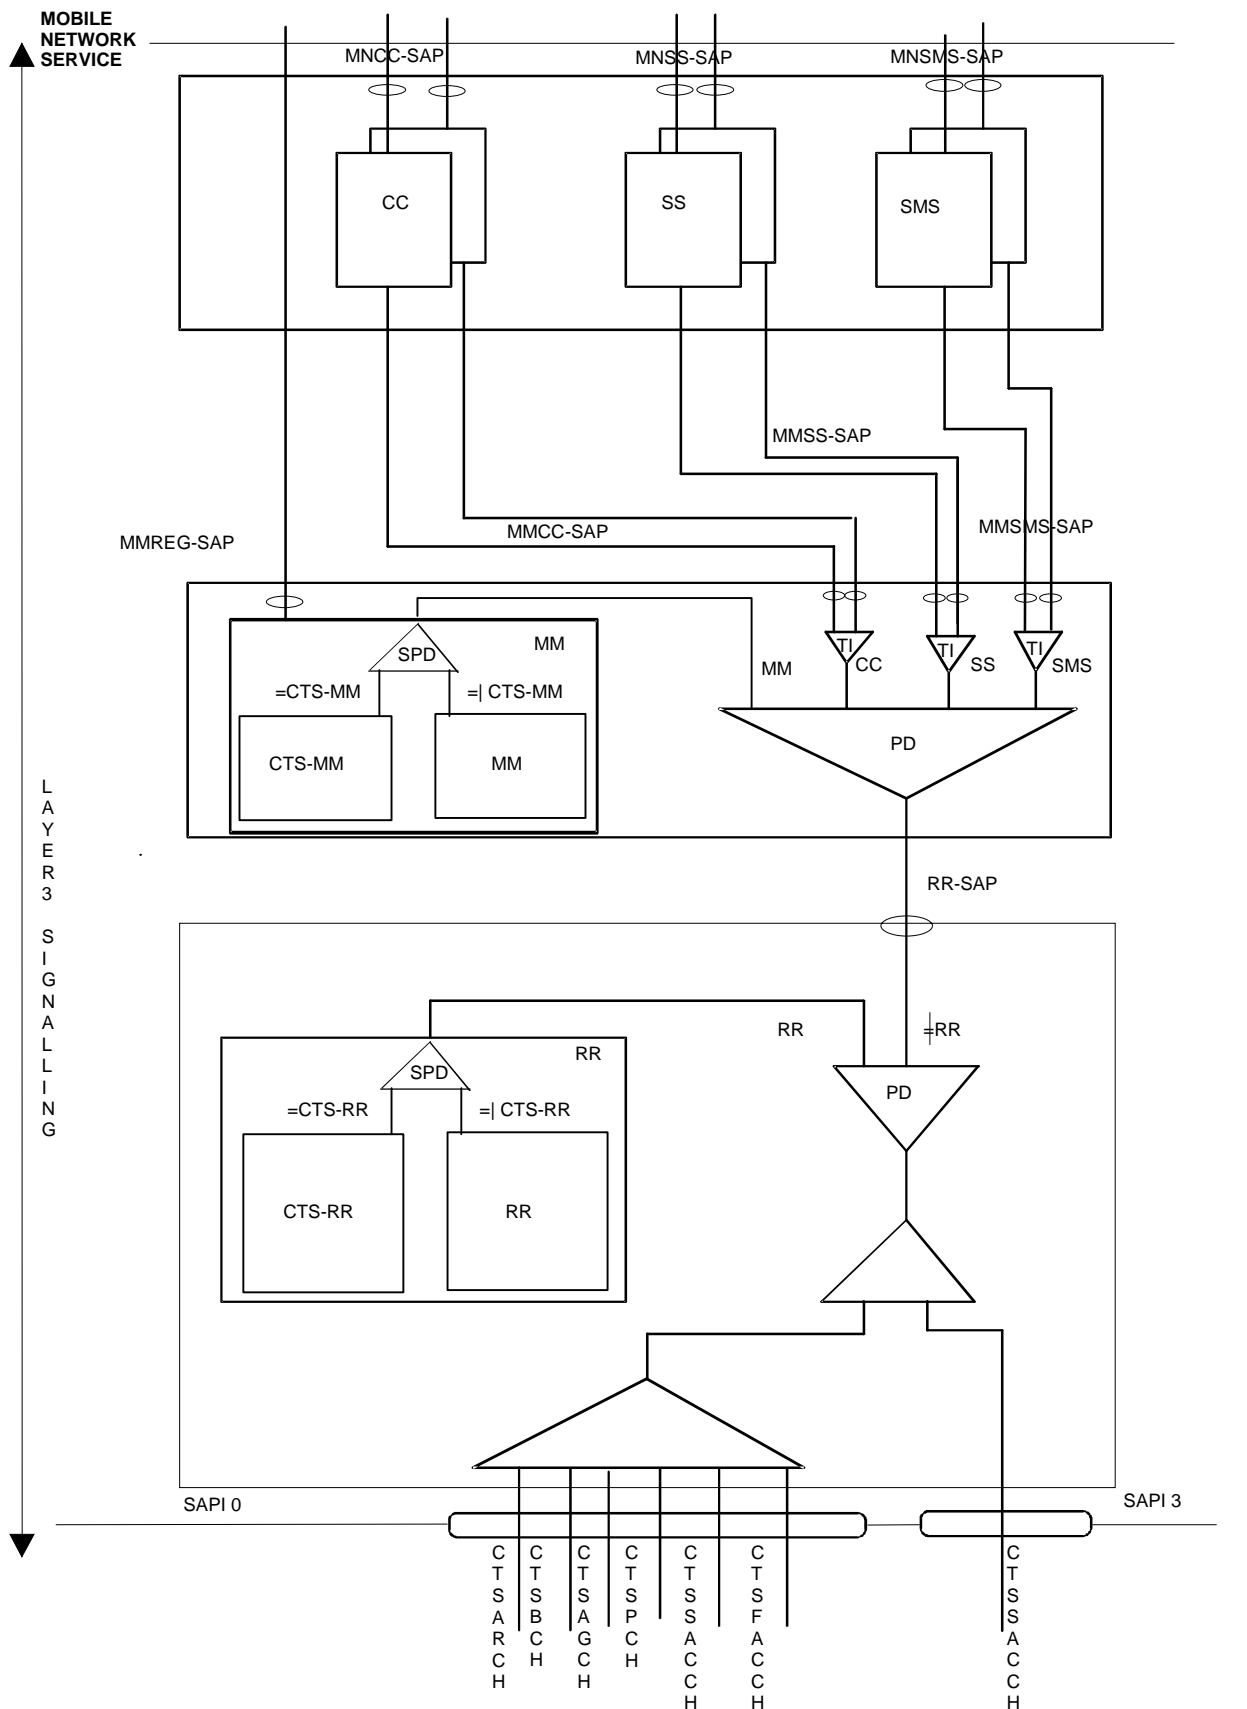 MOBILE
NETWORK
SERVICE
MNCC-SAP
MNSS-SAP
MNSMS-SAP
CC
SS
SMS
MMSS-SAP
MMREG-SAP
MMCC-SAP
MMSMS-SAP
SPD
MM
TI
TI
TI
MM
CC
SS
SMS
=CTS-MM
=| CTS-MM
CTS-MM
MM
PD
LAYER3 SIGNALLING
RR-SAP
RR
=RR
SPD
RR
PD
=CTS-RR
=| CTS-RR
CTS-RR
RR
SAPI 0
SAPI 3
CTSARCH
CTSBCH
CTSAGCH
CTSPCH
CTSSACCH
CTSFACCH
CTSSACCH